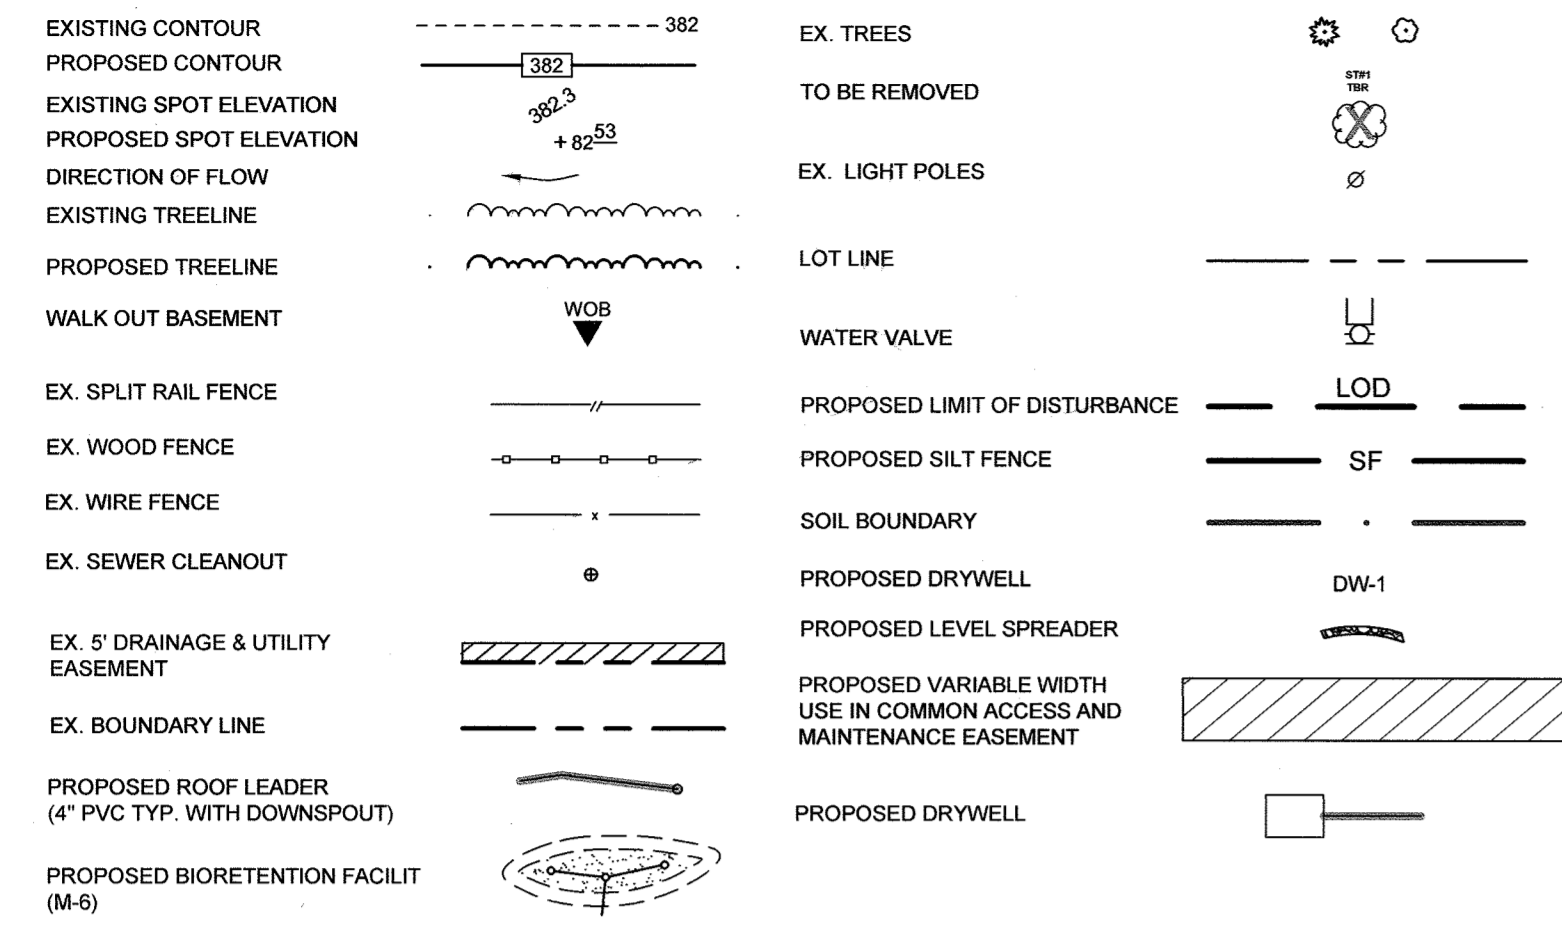 EXISTING CONTOUR 382
PROPOSED CONTOUR 382
EXISTING SPOT ELEVATION 382.3
PROPOSED SPOT ELEVATION + 82 53
DIRECTION OF FLOW
EXISTING TREELINE
PROPOSED TREELINE
WALK OUT BASEMENT WOB
EX. SPLIT RAIL FENCE //
EX. WOOD FENCE
EX. WIRE FENCE x
EX. SEWER CLEANOUT
EX. 5' DRAINAGE & UTILITY
EASEMENT
EX. BOUNDARY LINE
PROPOSED ROOF LEADER
(4" PVC TYP. WITH DOWNSPOUT)
PROPOSED BIORETENTION FACILIT
(M-6)
EX. TREES
ST#1
TBR
TO BE REMOVED X
EX. LIGHT POLES
LOT LINE
WATER VALVE
LOD
PROPOSED LIMIT OF DISTURBANCE
PROPOSED SILT FENCE SF
SOIL BOUNDARY
PROPOSED DRYWELL DW-1
PROPOSED LEVEL SPREADER
PROPOSED VARIABLE WIDTH
USE IN COMMON ACCESS AND
MAINTENANCE EASEMENT
PROPOSED DRYWELL